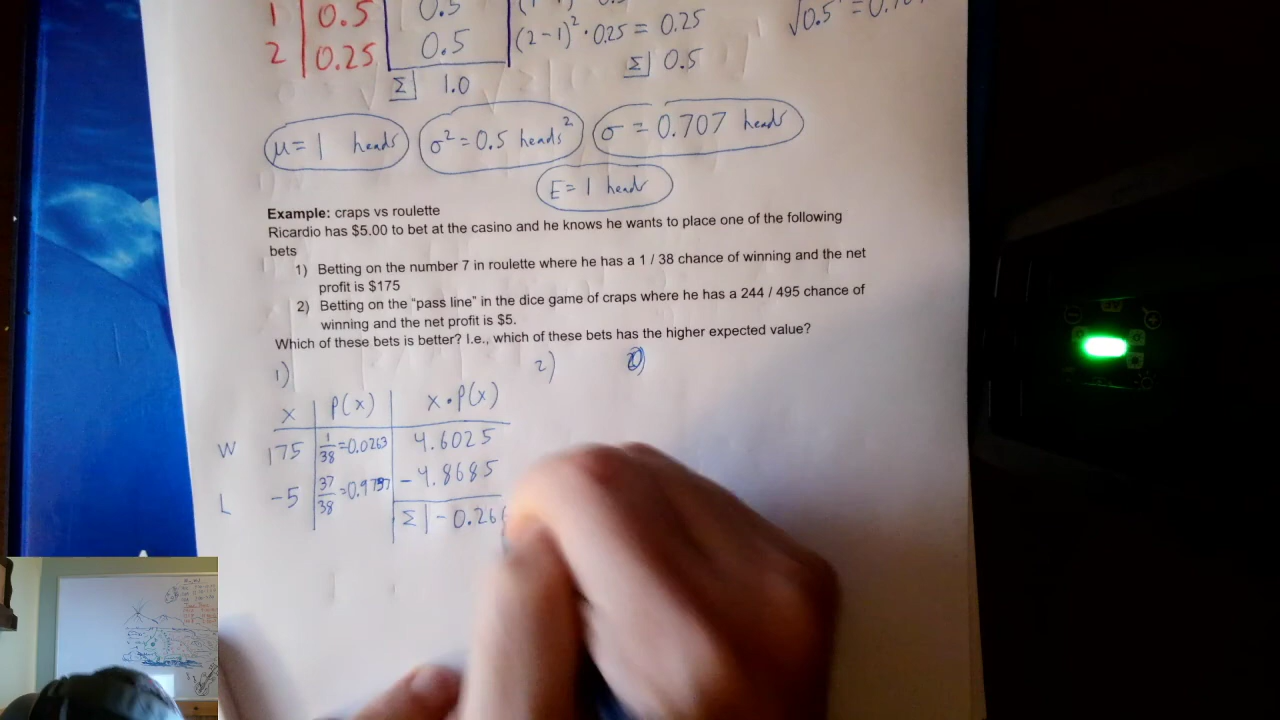 1 0.5 0.5
2 0.25 0.5 (2-1)²·0.25 = 0.25
Σ 1.0 Σ 0.5
μ = 1 heads σ² = 0.5 heads² σ = 0.707 heads
E = 1 head
Example: craps vs roulette
Ricardio has $5.00 to bet at the casino and he knows he wants to place one of the following
bets
1) Betting on the number 7 in roulette where he has a 1 / 38 chance of winning and the net
profit is $175
2) Betting on the “pass line” in the dice game of craps where he has a 244 / 495 chance of
winning and the net profit is $5.
Which of these bets is better? I.e., which of these bets has the higher expected value?
1) 2)
x P(x) x·P(x)
W 175 1/38 = 0.0263 4.6025
L -5 37/38 = 0.9737 -4.8685
Σ -0.26